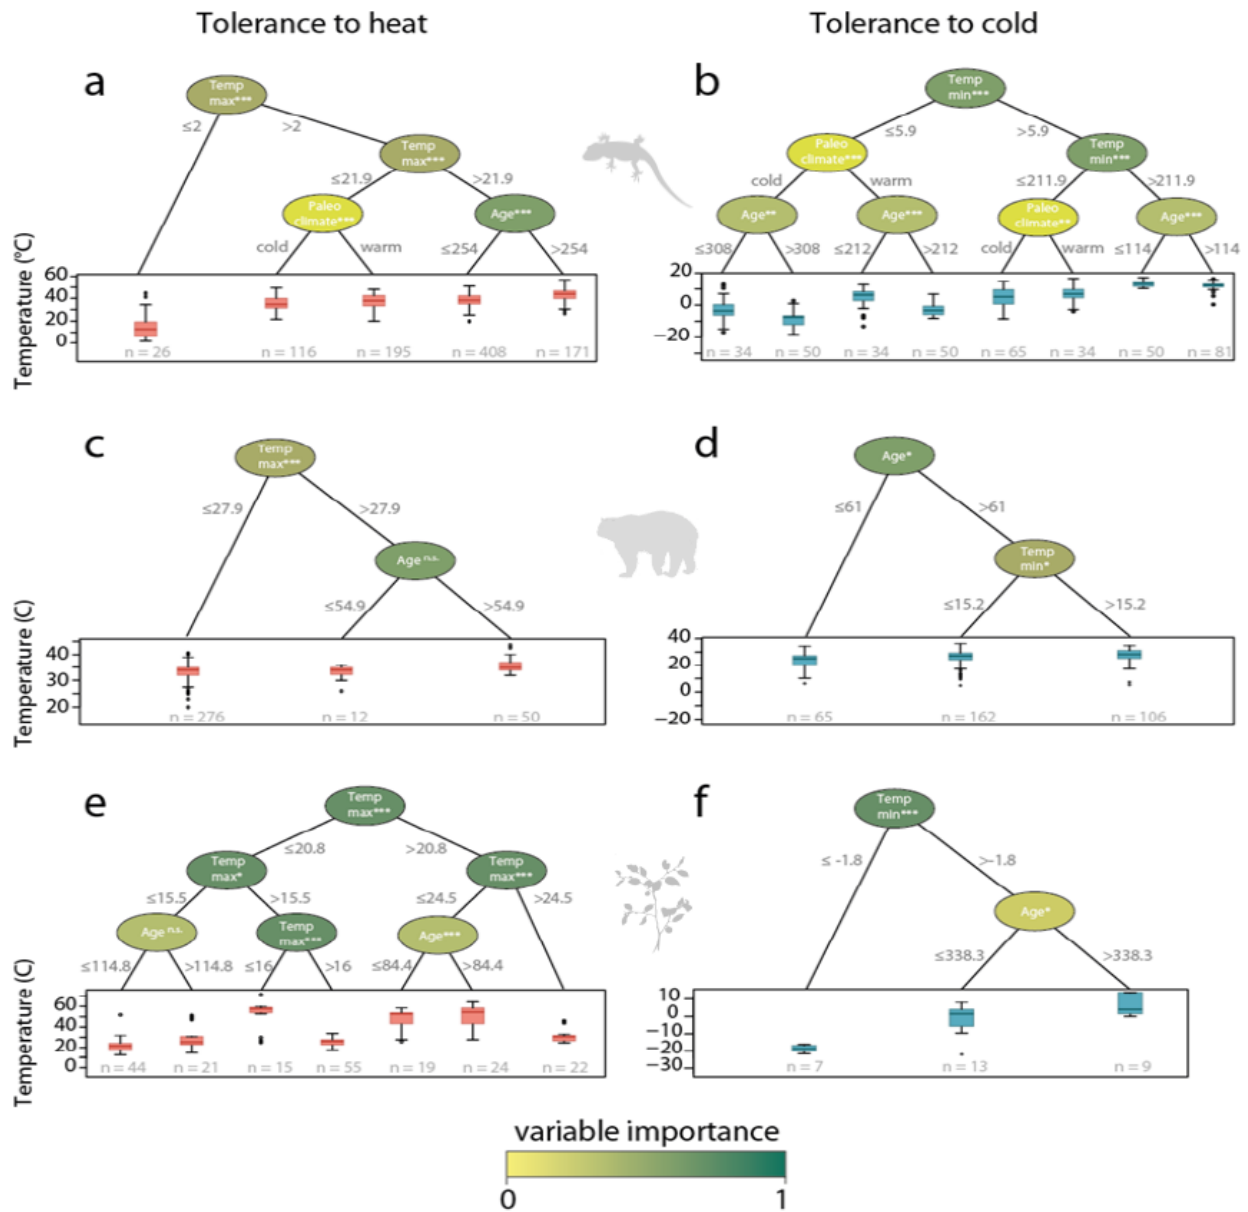 Tolerance to heat
Tolerance to cold
a
Temp
max***
≤2
>2
Temp
max***
≤21.9
>21.9
Paleo
climate***
Age***
cold
warm
≤254
>254
Temperature (°C)
60
40
20
0
n = 26
n = 116
n = 195
n = 408
n = 171
b
Temp
min***
≤5.9
>5.9
Paleo
climate***
Temp
min***
cold
warm
≤211.9
>211.9
Age**
Age***
Paleo
climate**
Age***
≤308
>308
≤212
>212
cold
warm
≤114
>114
20
0
−20
n = 34
n = 50
n = 34
n = 50
n = 65
n = 34
n = 50
n = 81
c
Temp
max***
≤27.9
>27.9
Age n.s.
≤54.9
>54.9
Temperature (C)
40
30
20
n = 276
n = 12
n = 50
d
Age*
≤61
>61
Temp
min*
≤15.2
>15.2
40
20
0
−20
n = 65
n = 162
n = 106
e
Temp
max***
≤20.8
>20.8
Temp
max*
Temp
max***
≤15.5
>15.5
≤24.5
>24.5
Age n.s.
Temp
max***
Age***
≤114.8
>114.8
≤16
>16
≤84.4
>84.4
Temperature (C)
60
40
20
0
n = 44
n = 21
n = 15
n = 55
n = 19
n = 24
n = 22
f
Temp
min***
≤ -1.8
>-1.8
Age*
≤338.3
>338.3
10
0
−10
−20
−30
n = 7
n = 13
n = 9
variable importance
0
1